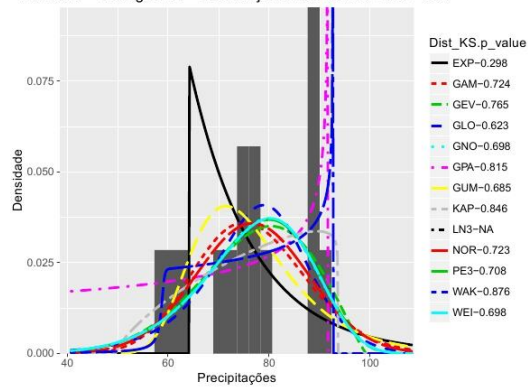 Dist_KS.p_value
EXP−0.298
GAM−0.724
GEV−0.765
GLO−0.623
GNO−0.698
GPA−0.815
GUM−0.685
KAP−0.846
LN3−NA
NOR−0.723
PE3−0.708
WAK−0.876
WEI−0.698
Densidade
0.075
0.050
0.025
0.000
40 60 80 100
Precipitações